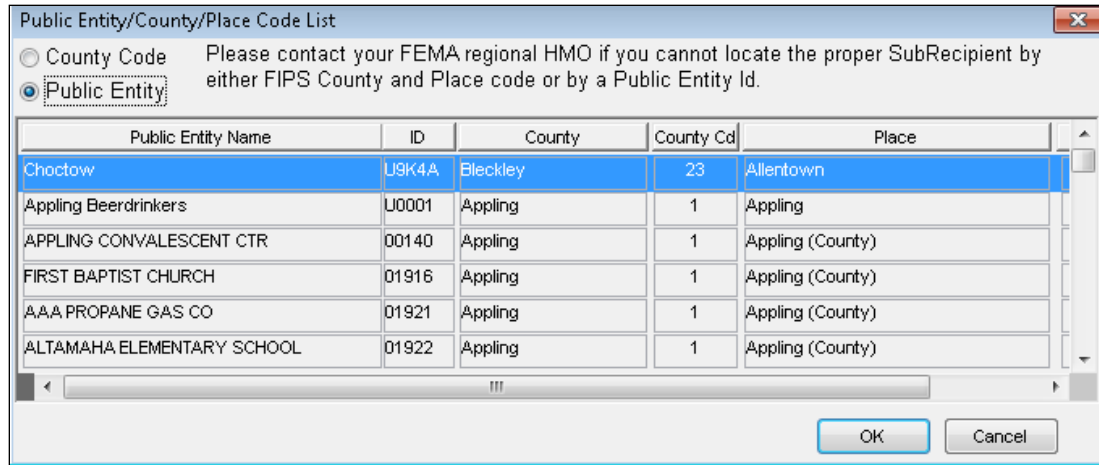 Public Entity/County/Place Code List
County Code
Public Entity
Please contact your FEMA regional HMO if you cannot locate the proper SubRecipient by
either FIPS County and Place code or by a Public Entity Id.
Public Entity Name ID County County Cd Place
Choctow U9K4A Bleckley 23 Allentown
Appling Beerdrinkers U0001 Appling 1 Appling
APPLING CONVALESCENT CTR 00140 Appling 1 Appling (County)
FIRST BAPTIST CHURCH 01916 Appling 1 Appling (County)
AAA PROPANE GAS CO 01921 Appling 1 Appling (County)
ALTAMAHA ELEMENTARY SCHOOL 01922 Appling 1 Appling (County)
OK Cancel